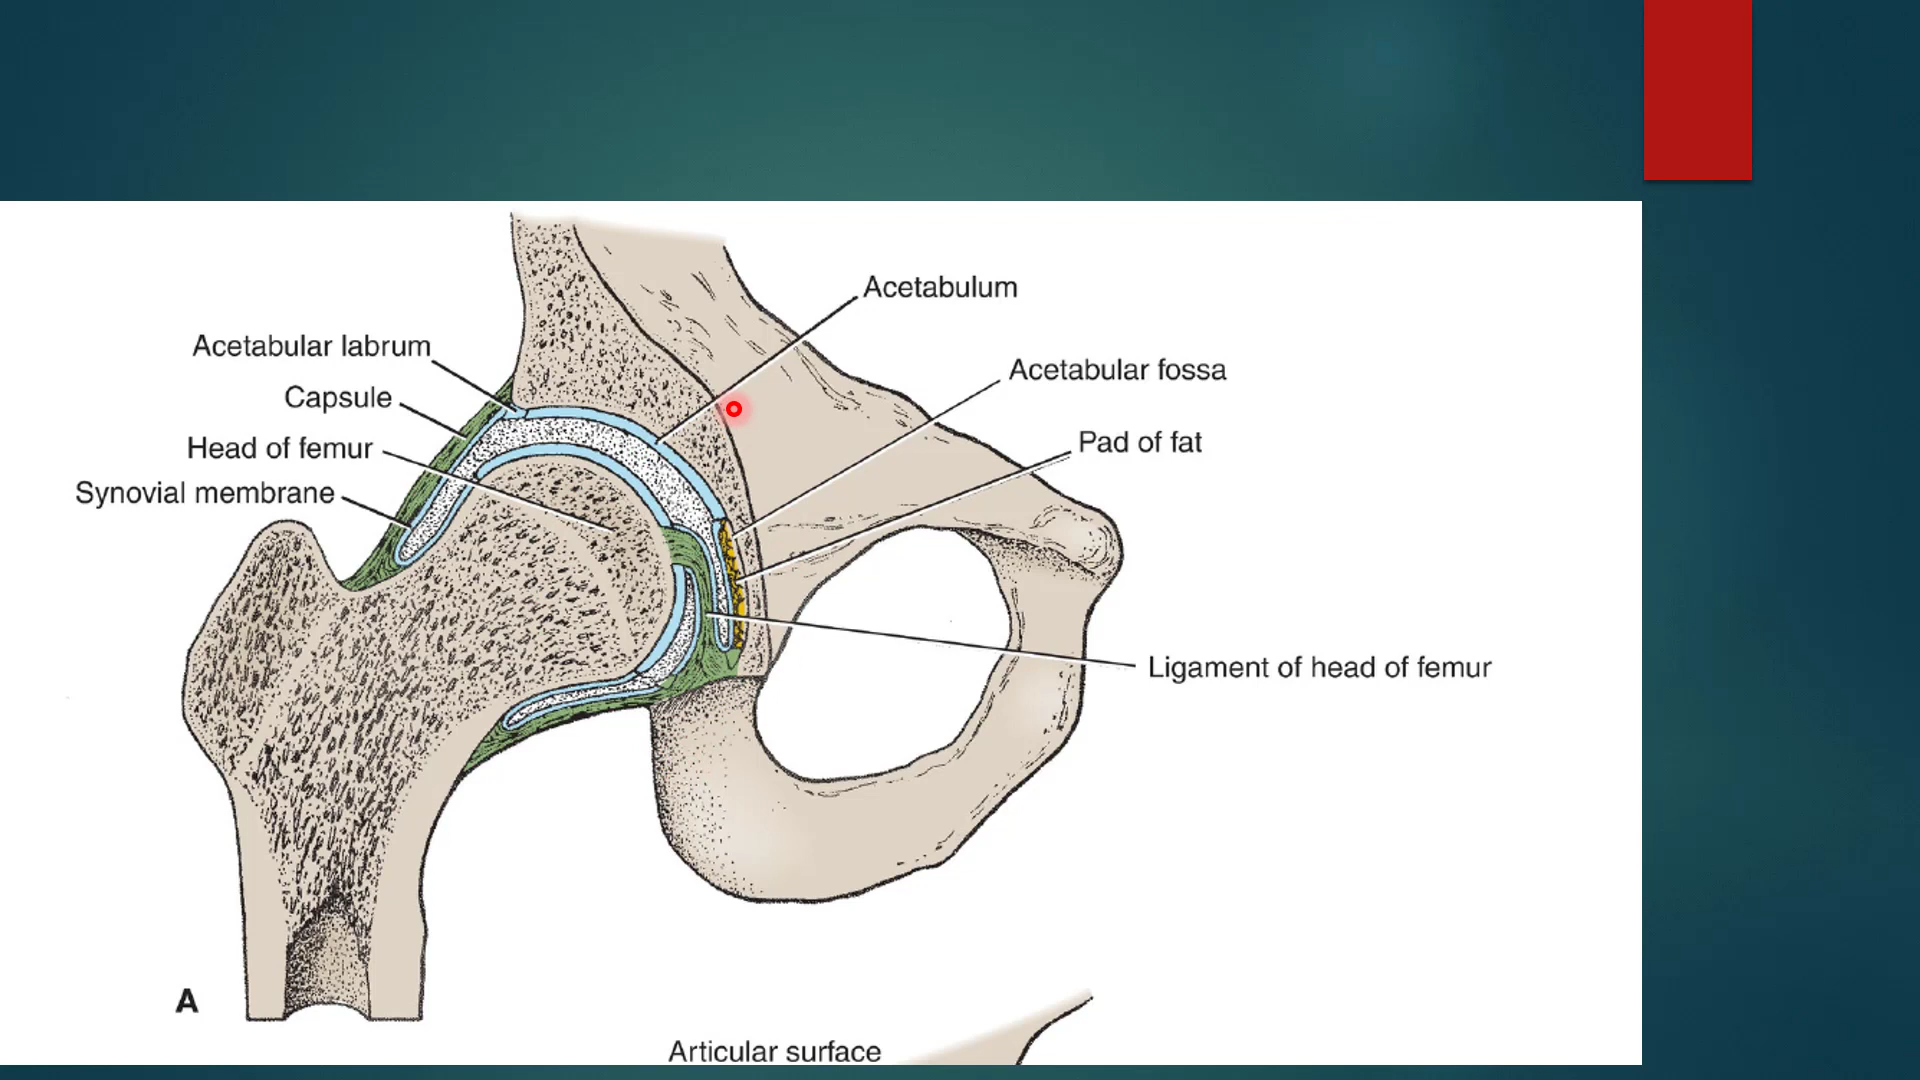 Acetabulum
Acetabular labrum
Acetabular fossa
Capsule
Pad of fat
Head of femur
Synovial membrane
Ligament of head of femur
A
Articular surface